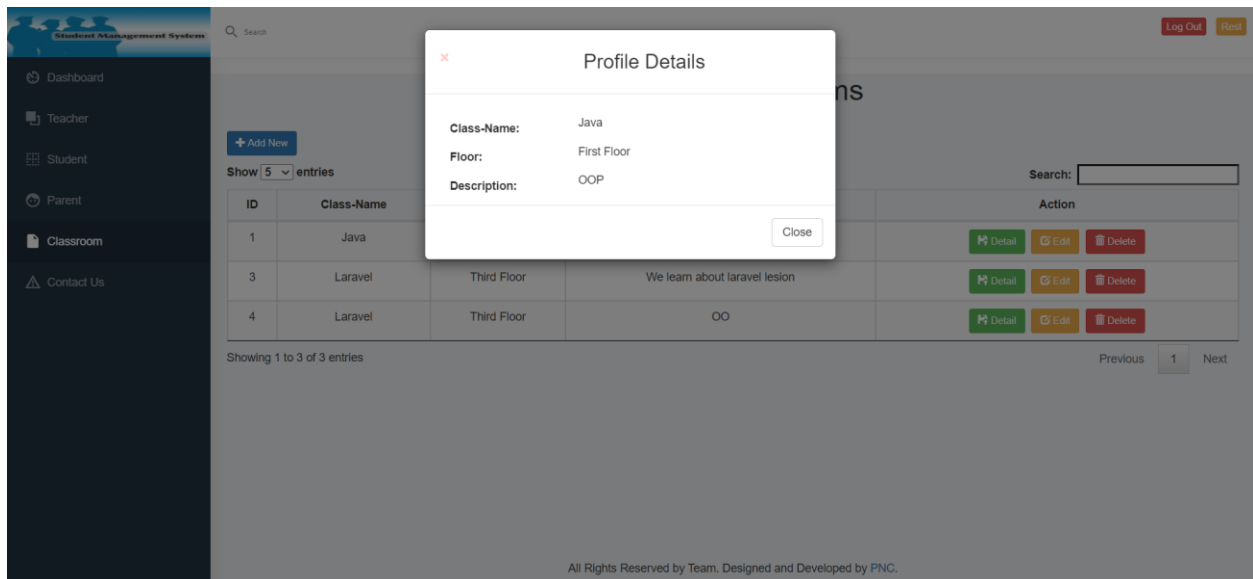 Student Management System
Search
Log Out Rest
Dashboard
Teacher
Student
Parent
Classroom
Contact Us
Profile Details
Class-Name: Java
Floor: First Floor
Description: OOP
Close
Add New
Show 5 entries
Search:
ID Class-Name Action
1 Java Detail Edit Delete
3 Laravel Third Floor We learn about laravel lesion Detail Edit Delete
4 Laravel Third Floor OO Detail Edit Delete
Showing 1 to 3 of 3 entries
Previous 1 Next
All Rights Reserved by Team. Designed and Developed by PNC.